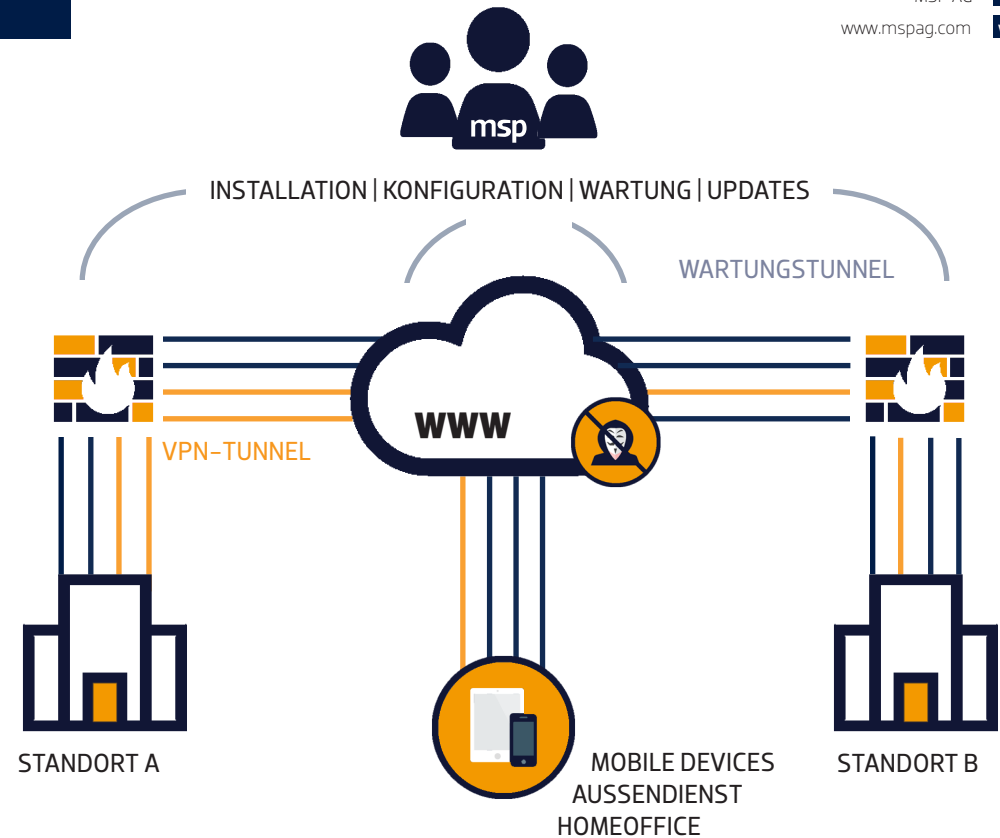 www.mspag.com
msp
INSTALLATION | KONFIGURATION | WARTUNG | UPDATES
WARTUNGSTUNNEL
WWW
VPN-TUNNEL
STANDORT A
MOBILE DEVICES
AUSSENDIENST
HOMEOFFICE
STANDORT B